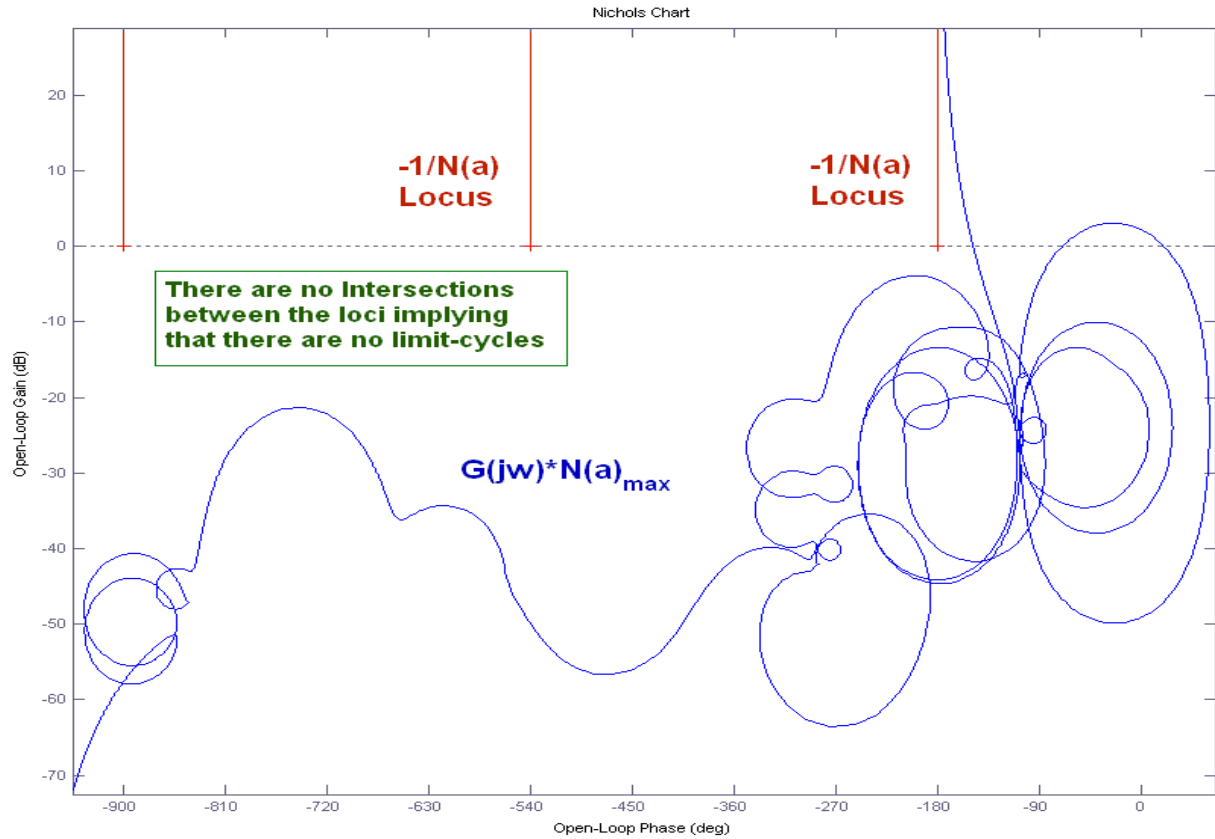 Nichols Chart
20
10
0
-10
-20
-30
-40
-50
-60
-70
Open-Loop Gain (dB)
-1/N(a)
Locus
-1/N(a)
Locus
There are no Intersections
between the loci implying
that there are no limit-cycles
G(jw)*N(a)max
-900
-810
-720
-630
-540
-450
-360
-270
-180
-90
0
Open-Loop Phase (deg)